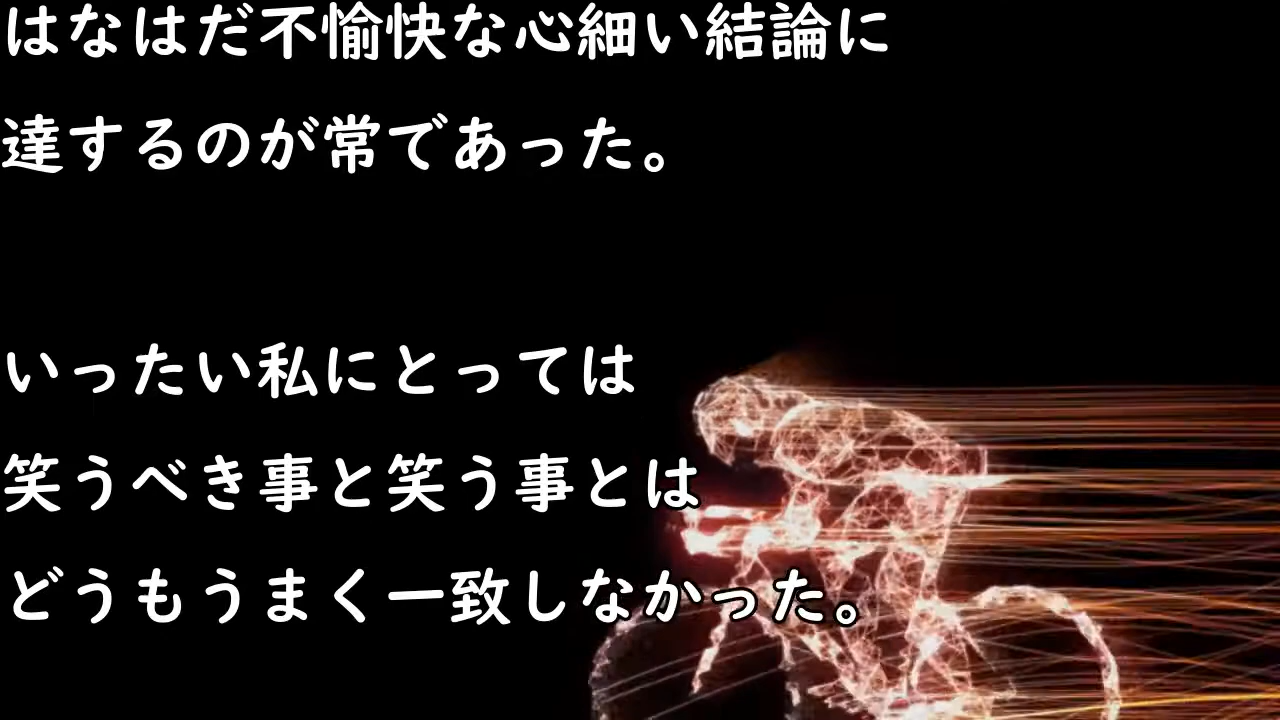 はなはだ不愉快な心細い結論に
達するのが常であった。
いったい私にとっては
笑うべき事と笑う事とは
どうもうまく一致しなかった。